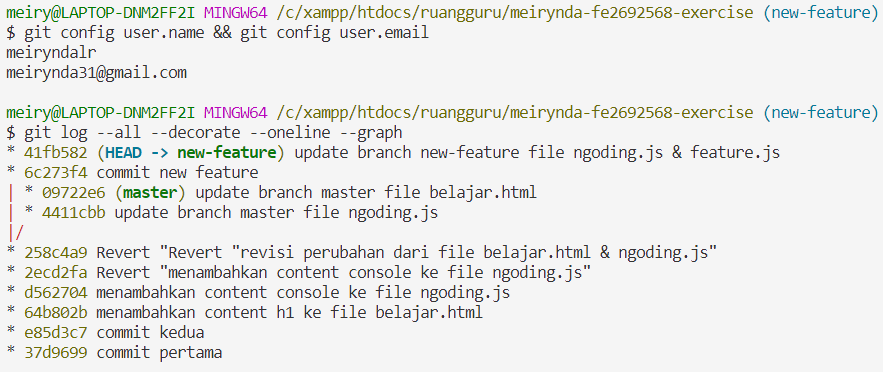 meiry@LAPTOP-DNM2FF2I MINGW64 /c/xampp/htdocs/ruangguru/meirynda-fe2692568-exercise (new-feature)
$ git config user.name && git config user.email
meiryndalr
meirynda31@gmail.com

meiry@LAPTOP-DNM2FF2I MINGW64 /c/xampp/htdocs/ruangguru/meirynda-fe2692568-exercise (new-feature)
$ git log --all --decorate --oneline --graph
* 41fb582 (HEAD -> new-feature) update branch new-feature file ngoding.js & feature.js
* 6c273f4 commit new feature
| * 09722e6 (master) update branch master file belajar.html
| * 4411cbb update branch master file ngoding.js
|/
* 258c4a9 Revert "Revert "revisi perubahan dari file belajar.html & ngoding.js"
* 2ecd2fa Revert "menambahkan content console ke file ngoding.js"
* d562704 menambahkan content console ke file ngoding.js
* 64b802b menambahkan content h1 ke file belajar.html
* e85d3c7 commit kedua
* 37d9699 commit pertama